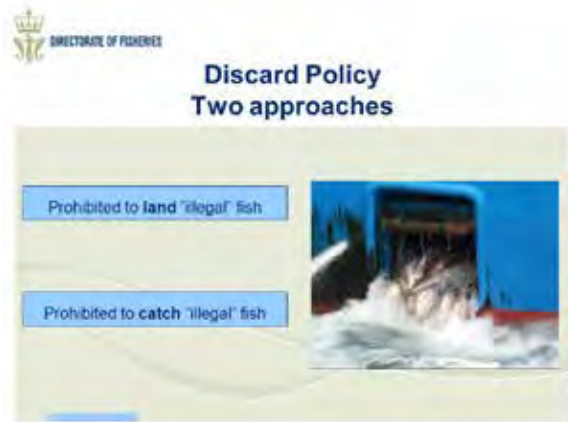 DIRECTORATE OF FISHERIES
Discard Policy
Two approaches
Prohibited to land "illegal" fish
Prohibited to catch "illegal" fish